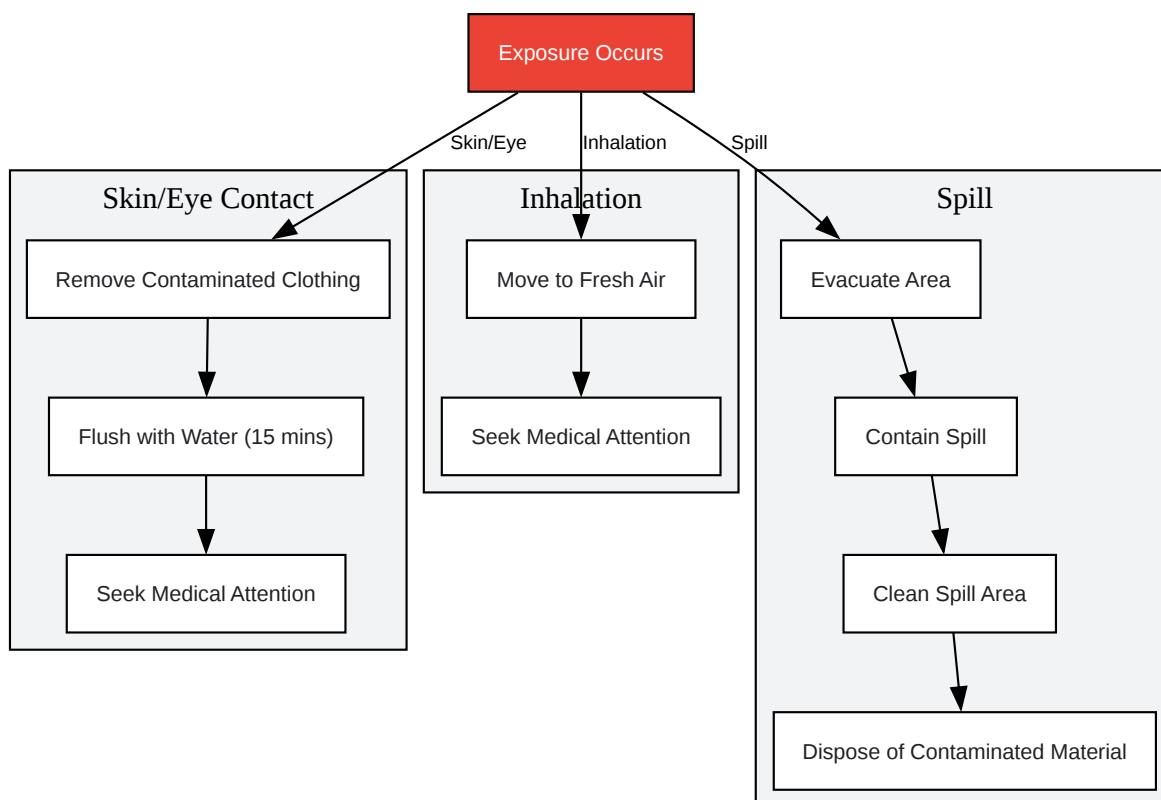 Exposure Occurs
Skin/Eye
Inhalation
Spill
Skin/Eye Contact
Remove Contaminated Clothing
Flush with Water (15 mins)
Seek Medical Attention
Inhalation
Move to Fresh Air
Seek Medical Attention
Spill
Evacuate Area
Contain Spill
Clean Spill Area
Dispose of Contaminated Material